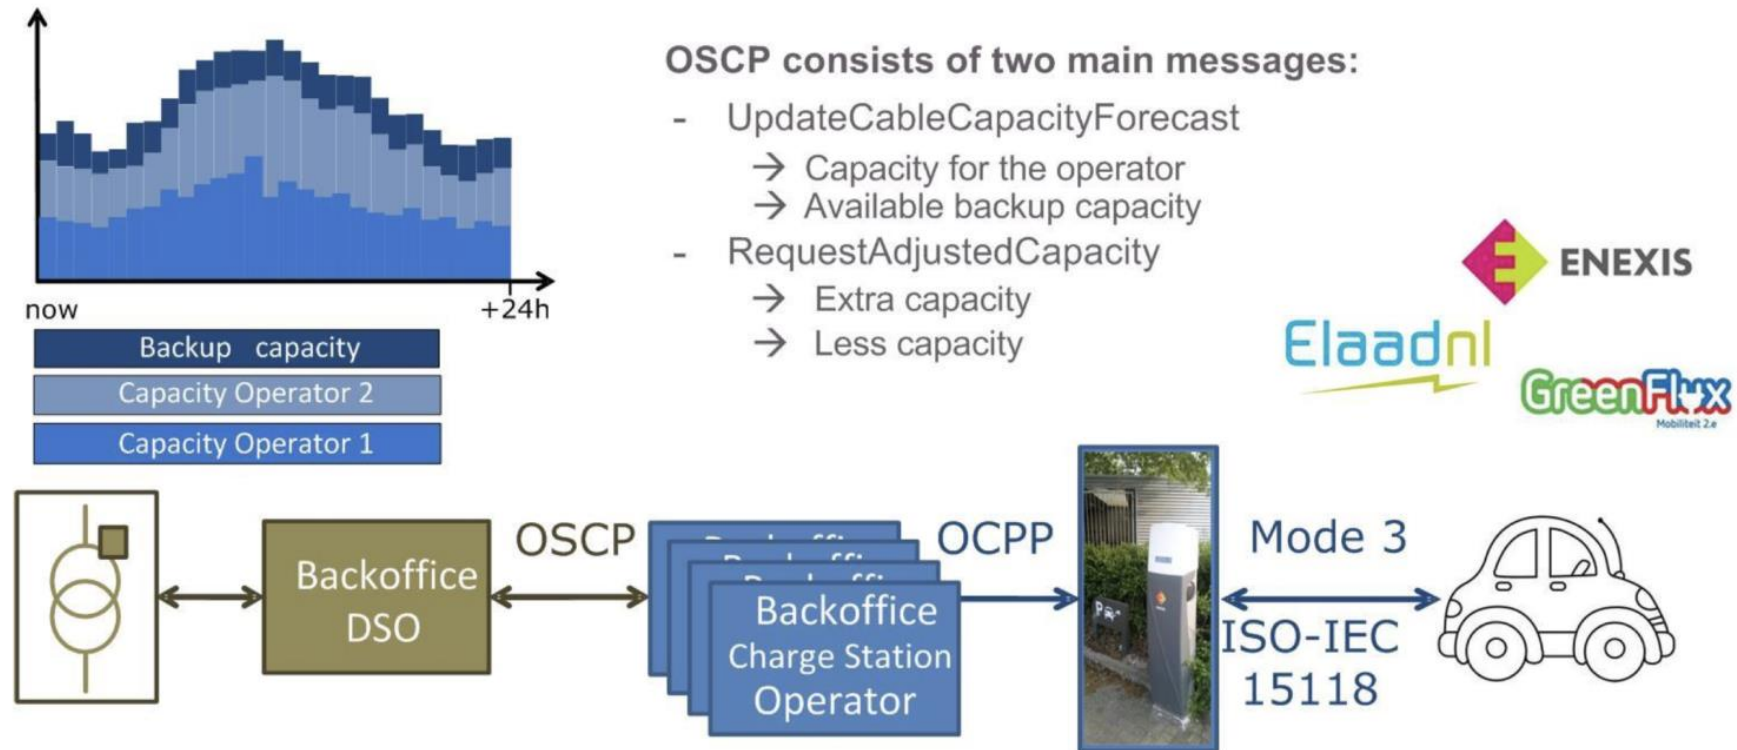 OSCP consists of two main messages:
- UpdateCableCapacityForecast
→ Capacity for the operator
→ Available backup capacity
- RequestAdjustedCapacity
→ Extra capacity
→ Less capacity
now
+24h
Backup capacity
Capacity Operator 2
Capacity Operator 1
ENEXIS
Elaadnl
GreenFlux
Mobiliteit 2.e
Backoffice
DSO
OSCP
Backoffice
Charge Station
Operator
OCPP
P
Mode 3
ISO-IEC
15118